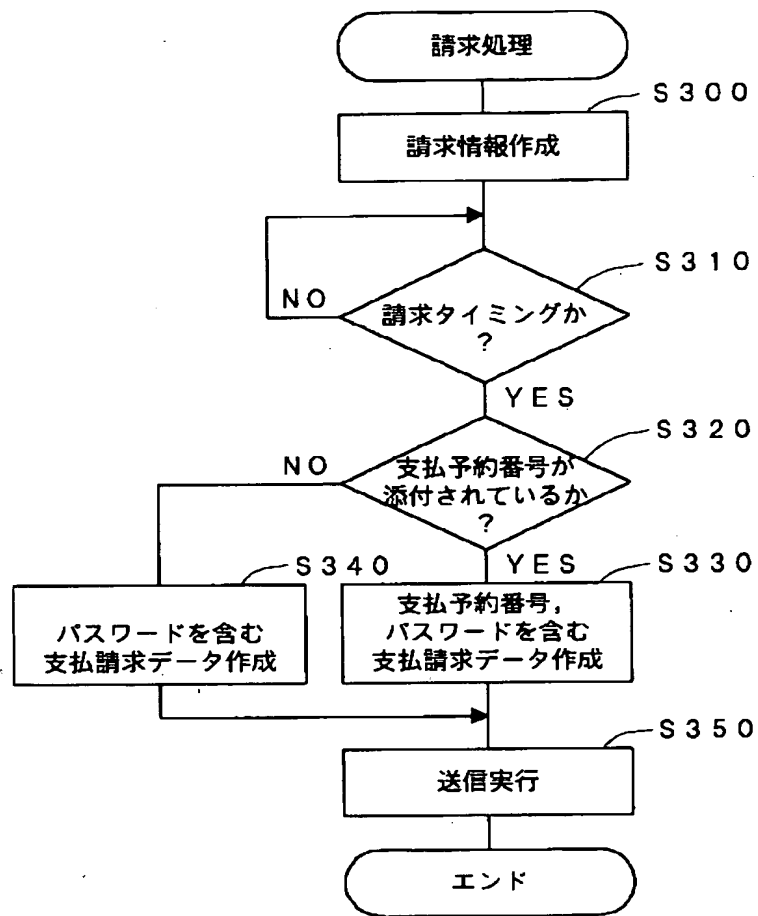 請求処理
S300
請求情報作成
S310
NO
請求タイミングか
?
YES
S320
NO
支払予約番号が
添付されているか
?
S340
YES
S330
パスワードを含む
支払請求データ作成
支払予約番号,
パスワードを含む
支払請求データ作成
S350
送信実行
エンド